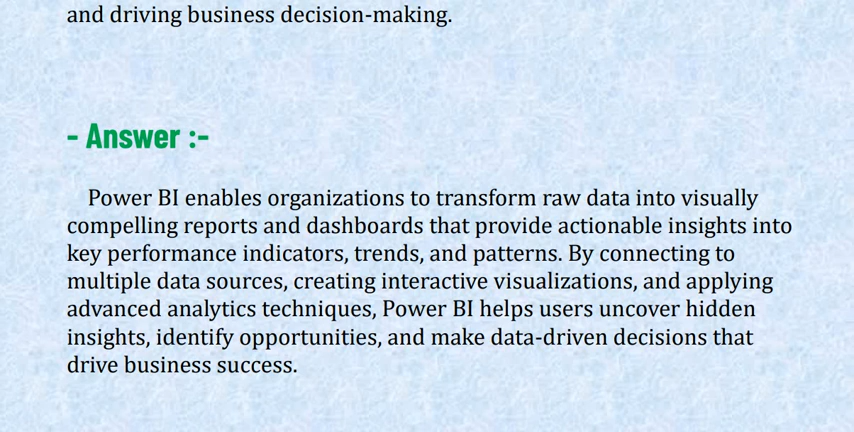 and driving business decision-making.
- Answer :-
Power BI enables organizations to transform raw data into visually
compelling reports and dashboards that provide actionable insights into
key performance indicators, trends, and patterns. By connecting to
multiple data sources, creating interactive visualizations, and applying
advanced analytics techniques, Power BI helps users uncover hidden
insights, identify opportunities, and make data-driven decisions that
drive business success.